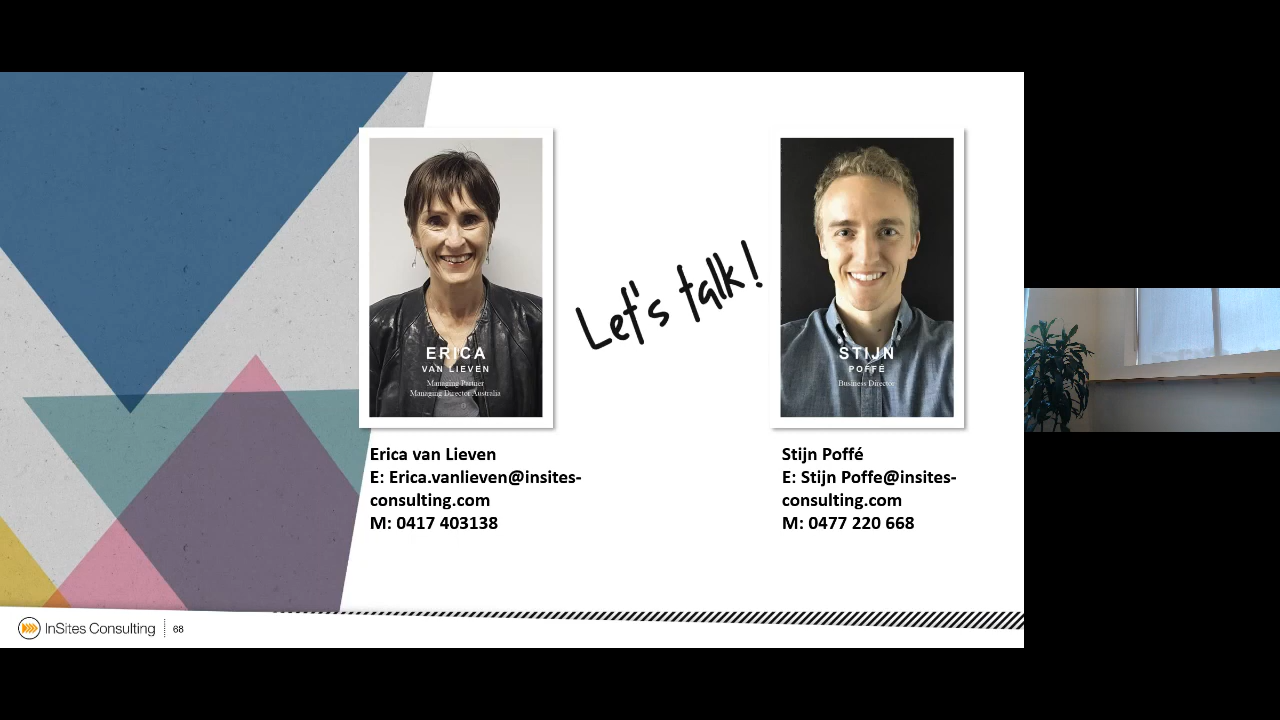 ERICA
VAN LIEVEN
Managing Partner
Managing Director Australia
Let's talk!
STIJN
POFFÉ
Business Director
Erica van Lieven
E: Erica.vanlieven@insites-
consulting.com
M: 0417 403138
Stijn Poffé
E: Stijn Poffe@insites-
consulting.com
M: 0477 220 668
InSites Consulting
68